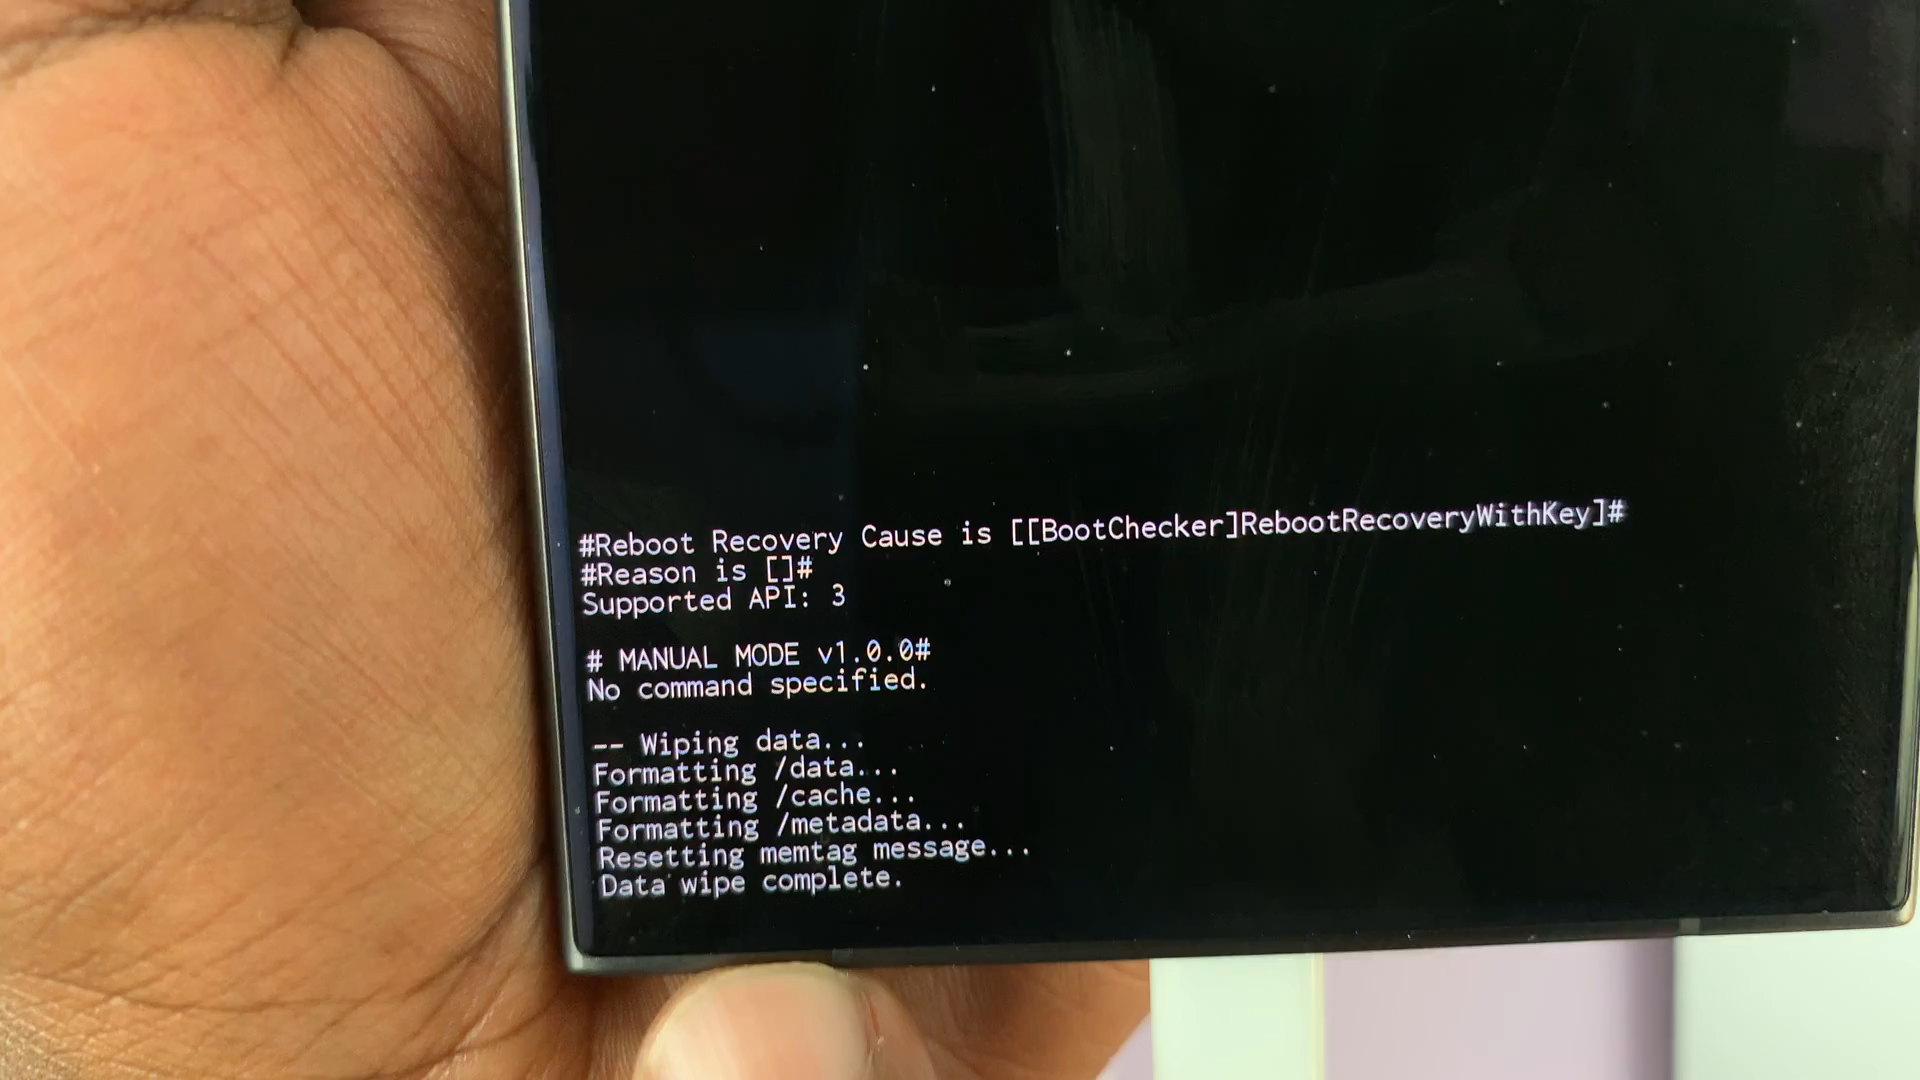 #Reboot Recovery Cause is [[BootChecker]RebootRecoveryWithKey]#
#Reason is []#
Supported API: 3
# MANUAL MODE v1.0.0#
No command specified.
-- Wiping data...
Formatting /data...
Formatting /cache...
Formatting /metadata...
Resetting memtag message...
Data wipe complete.